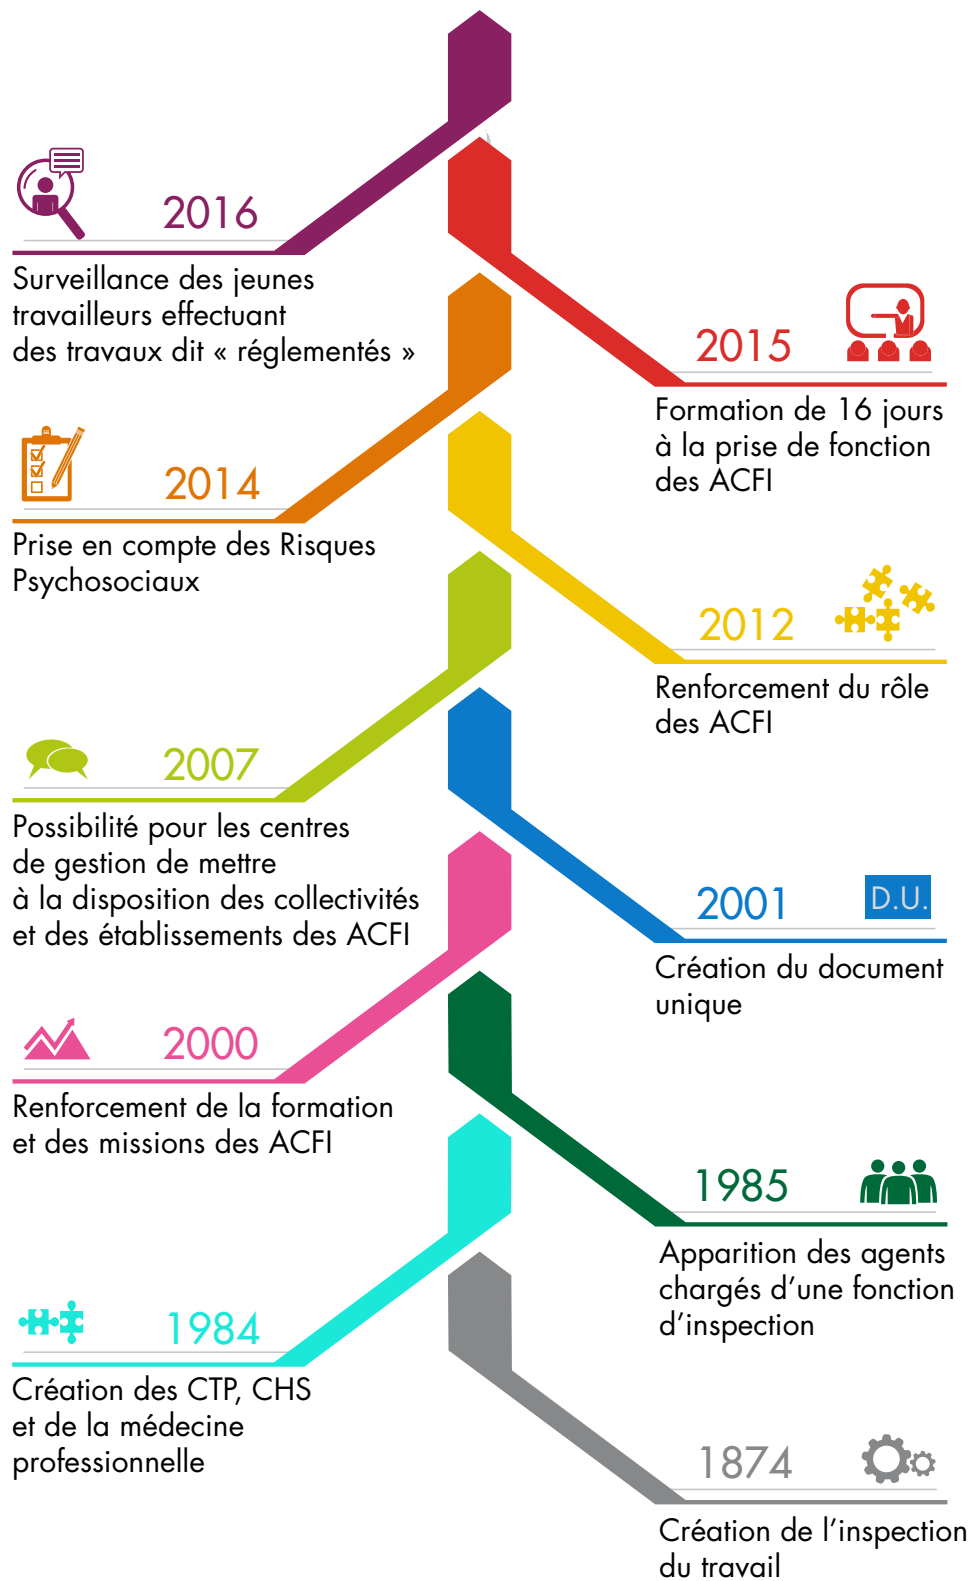 2016
Surveillance des jeunes
travailleurs effectuant
des travaux dit « réglementés »
2015
Formation de 16 jours
à la prise de fonction
des ACFI
2014
Prise en compte des Risques
Psychosociaux
2012
Renforcement du rôle
des ACFI
2007
Possibilité pour les centres
de gestion de mettre
à la disposition des collectivités
et des établissements des ACFI
2001
D.U.
Création du document
unique
2000
Renforcement de la formation
et des missions des ACFI
1985
Apparition des agents
chargés d’une fonction
d’inspection
1984
Création des CTP, CHS
et de la médecine
professionnelle
1874
Création de l’inspection
du travail